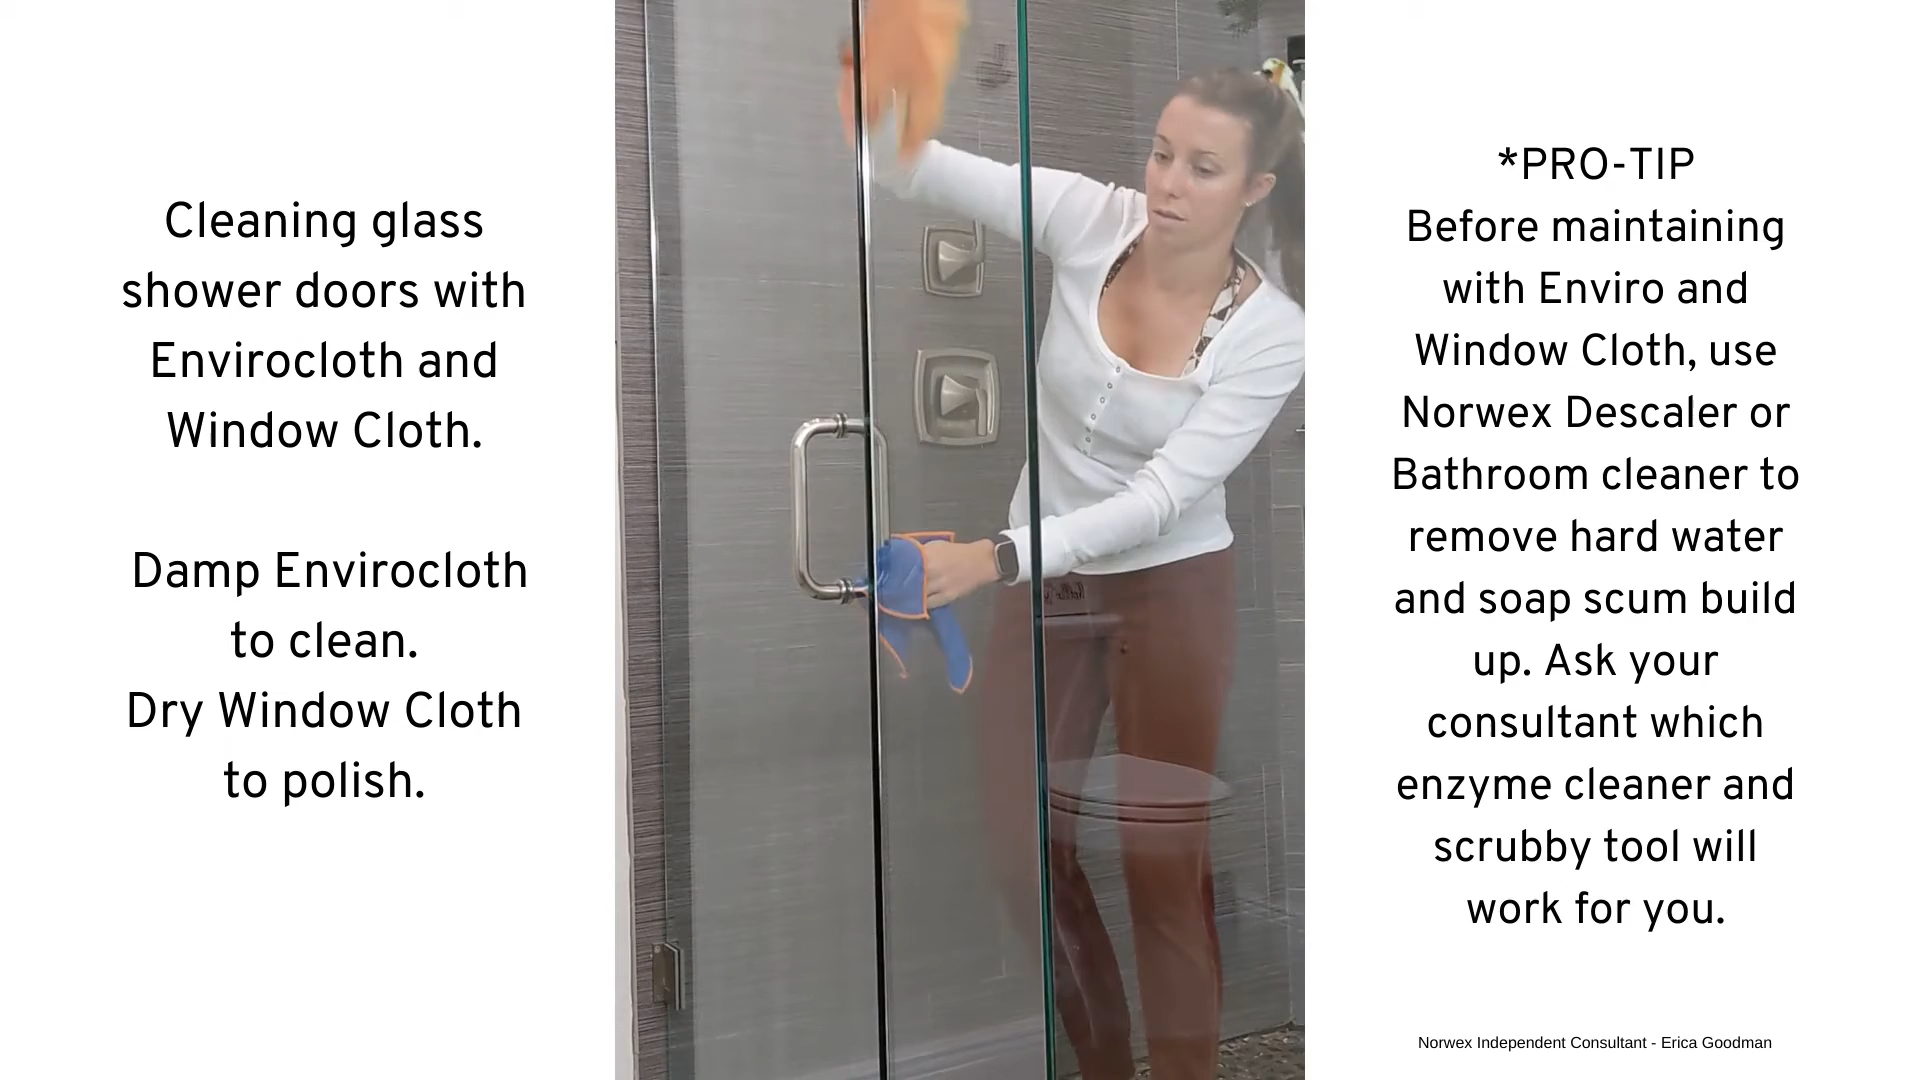 Cleaning glass
shower doors with
Envirocloth and
Window Cloth.
Damp Envirocloth
to clean.
Dry Window Cloth
to polish.
*PRO-TIP
Before maintaining
with Enviro and
Window Cloth, use
Norwex Descaler or
Bathroom cleaner to
remove hard water
and soap scum build
up. Ask your
consultant which
enzyme cleaner and
scrubby tool will
work for you.
Norwex Independent Consultant - Erica Goodman